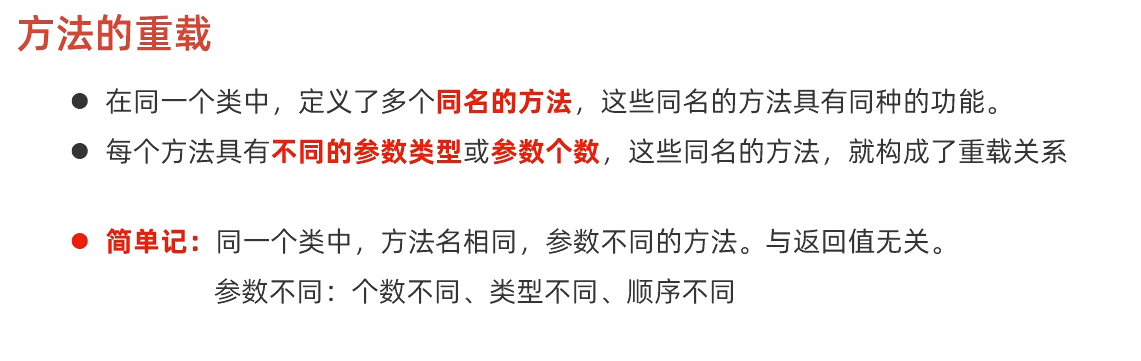 方法的重载
● 在同一个类中，定义了多个同名的方法，这些同名的方法具有同种的功能。
● 每个方法具有不同的参数类型或参数个数，这些同名的方法，就构成了重载关系
● 简单记：同一个类中，方法名相同，参数不同的方法。与返回值无关。
参数不同：个数不同、类型不同、顺序不同